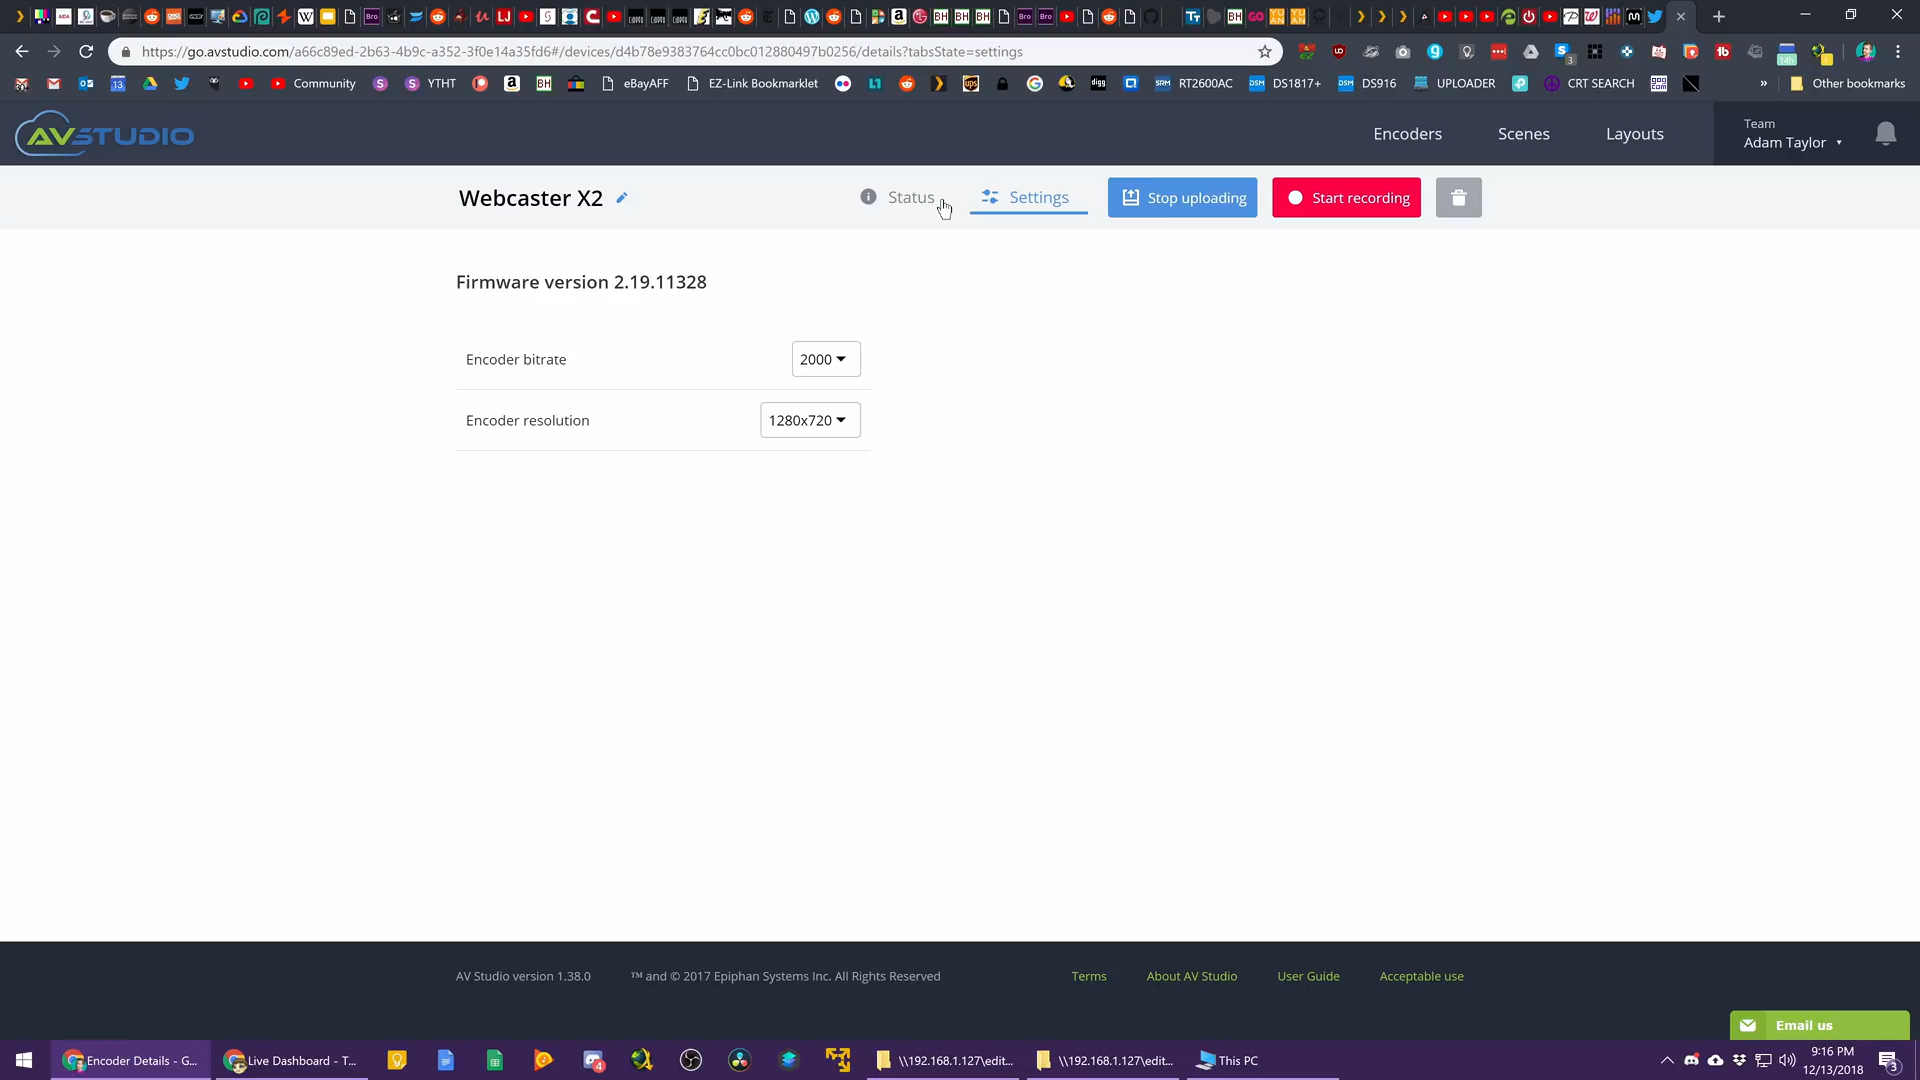 https://go.avstudio.com/a66c89ed-2b63-4b9c-a352-3f0e14a35fd6#/devices/d4b78e9383764cc0bc012880497b0256/details?tabsState=settings
Community
YTHT
eBayAFF
EZ-Link Bookmarklet
RT2600AC
DS1817+
DS916
UPLOADER
CRT SEARCH
»
Other bookmarks
AVSTUDIO
Encoders
Scenes
Layouts
Team
Adam Taylor
Webcaster X2
Status
Settings
Stop uploading
Start recording
Firmware version 2.19.11328
Encoder bitrate
2000
Encoder resolution
1280x720
AV Studio version 1.38.0
™ and © 2017 Epiphan Systems Inc. All Rights Reserved
Terms
About AV Studio
User Guide
Acceptable use
Email us
Encoder Details - G...
Live Dashboard - T...
\\192.168.1.127\edit...
\\192.168.1.127\edit...
This PC
9:16 PM
12/13/2018